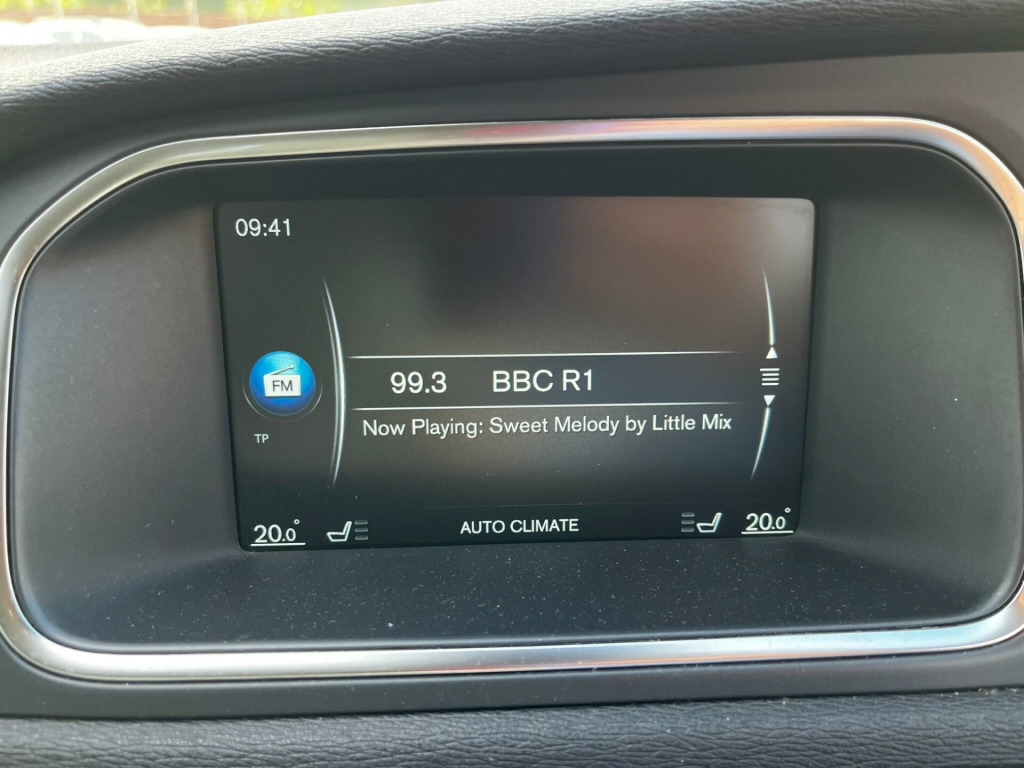 09:41
99.3 BBC R1
FM
Now Playing: Sweet Melody by Little Mix
TP
20.0° AUTO CLIMATE 20.0°